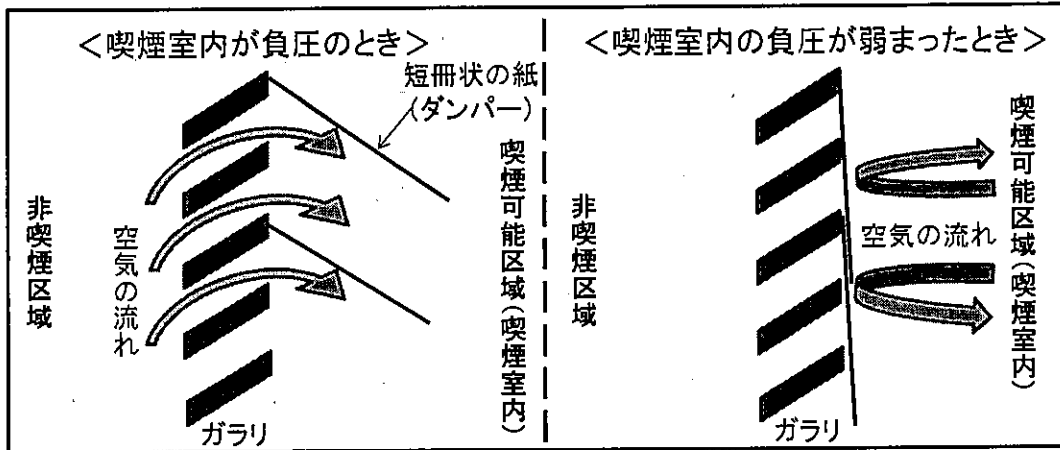 ＜喫煙室内が負圧のとき＞
短冊状の紙
(ダンパー)
非喫煙区域
空気の流れ
喫煙可能区域(喫煙室内)
ガラリ
＜喫煙室内の負圧が弱まったとき＞
非喫煙区域
空気の流れ
喫煙可能区域(喫煙室内)
ガラリ